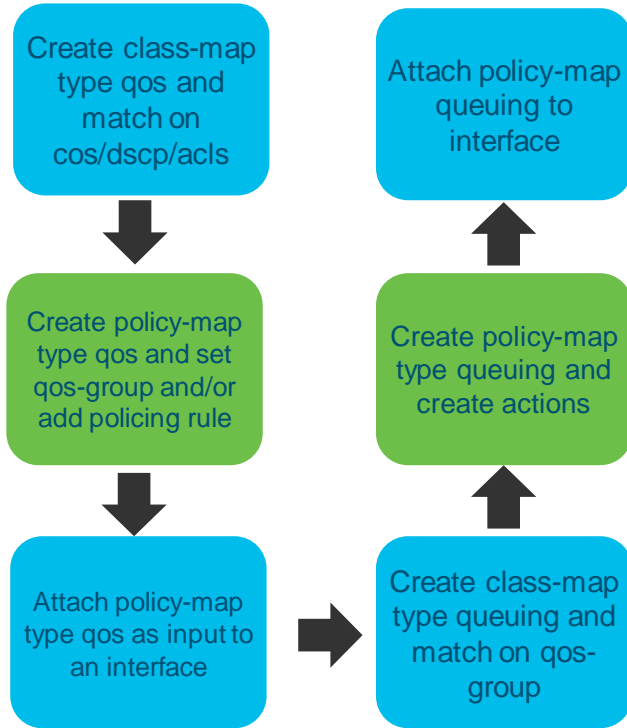 Create class-map
type qos and
match on
cos/dscp/acls
Create policy-map
type qos and set
qos-group and/or
add policing rule
Attach policy-map
type qos as input to
an interface
Create class-map
type queuing and
match on qos-
group
Create policy-map
type queuing and
create actions
Attach policy-map
queuing to
interface